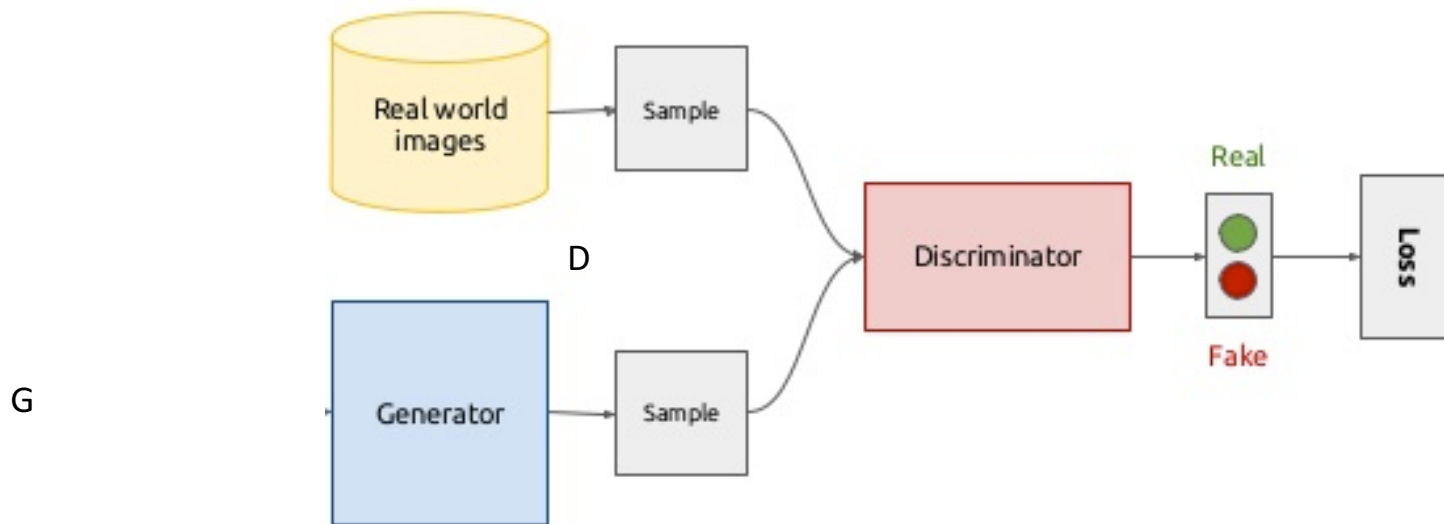 Real world
images
Sample
Real
D
Discriminator
Loss
Fake
G
Generator
Sample